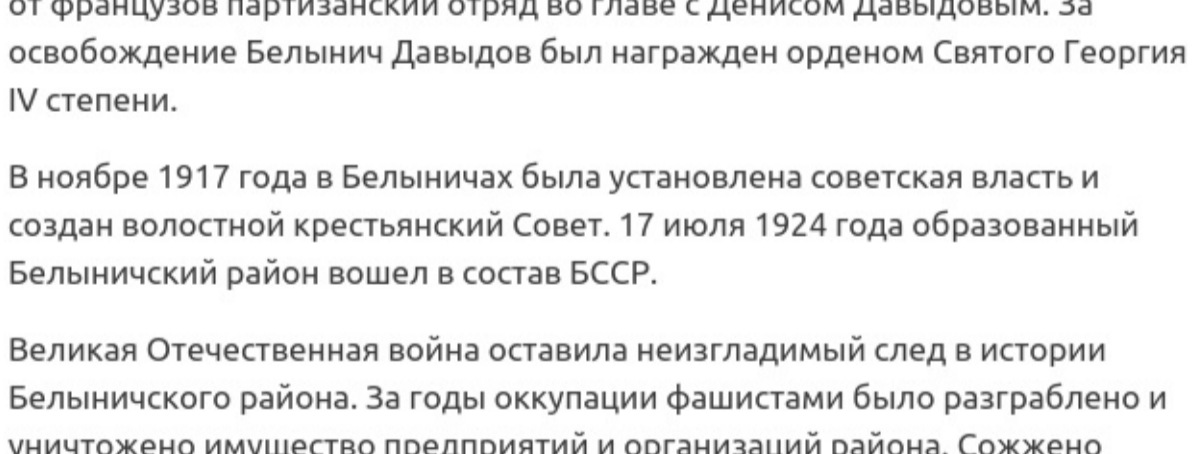 от французов партизанский отряд во главе с Денисом Давыдовым. За
освобождение Белынич Давыдов был награжден орденом Святого Георгия
IV степени.
В ноябре 1917 года в Белыничах была установлена советская власть и
создан волостной крестьянский Совет. 17 июля 1924 года образованный
Белыничский район вошел в состав БССР.
Великая Отечественная война оставила неизгладимый след в истории
Белыничского района. За годы оккупации фашистами было разграблено и
уничтожено имущество предприятий и организаций района. Сожжено